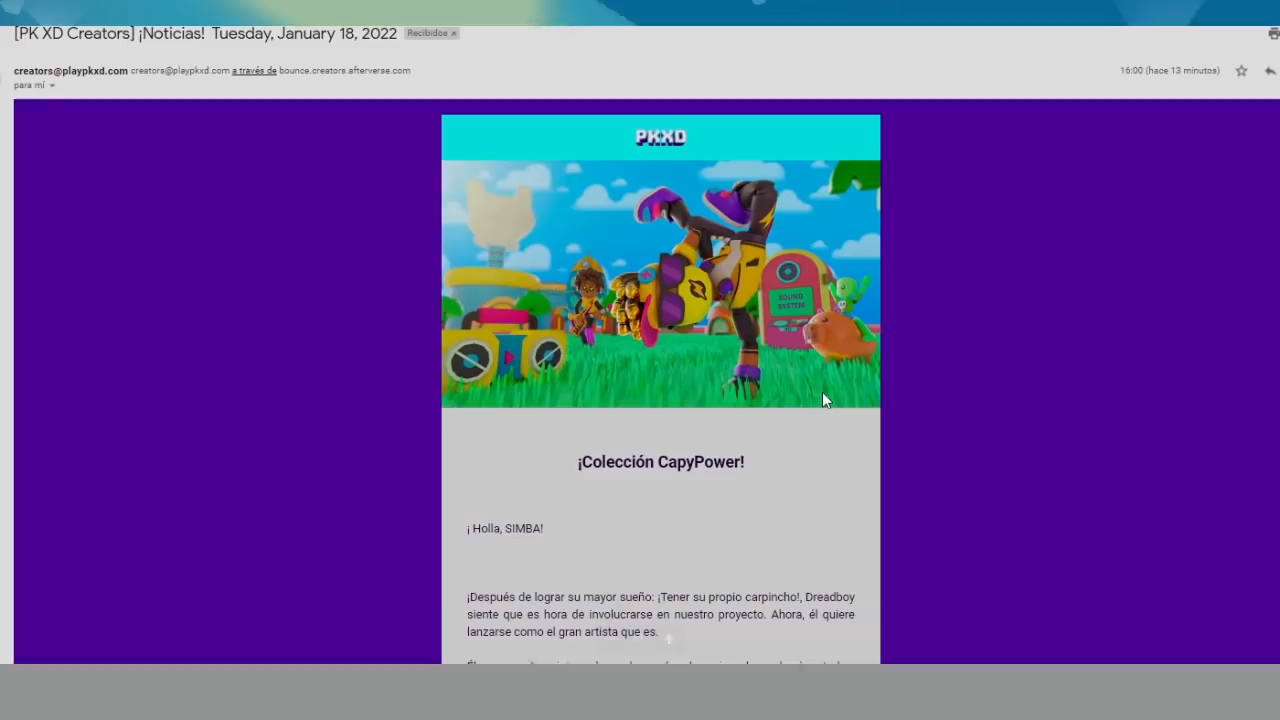 [PK XD Creators] ¡Noticias! Tuesday, January 18, 2022 Recibidos ×
creators@playpkxd.com creators@playpkxd.com a través de bounce.creators.afterverse.com 16:00 (hace 13 minutos)
para mí
PKXD
SOUND
SYSTEM
¡Colección CapyPower!
¡ Holla, SIMBA!
¡Después de lograr su mayor sueño: ¡Tener su propio carpincho!, Dreadboy
siente que es hora de involucrarse en nuestro proyecto. Ahora, él quiere
lanzarse como el gran artista que es.